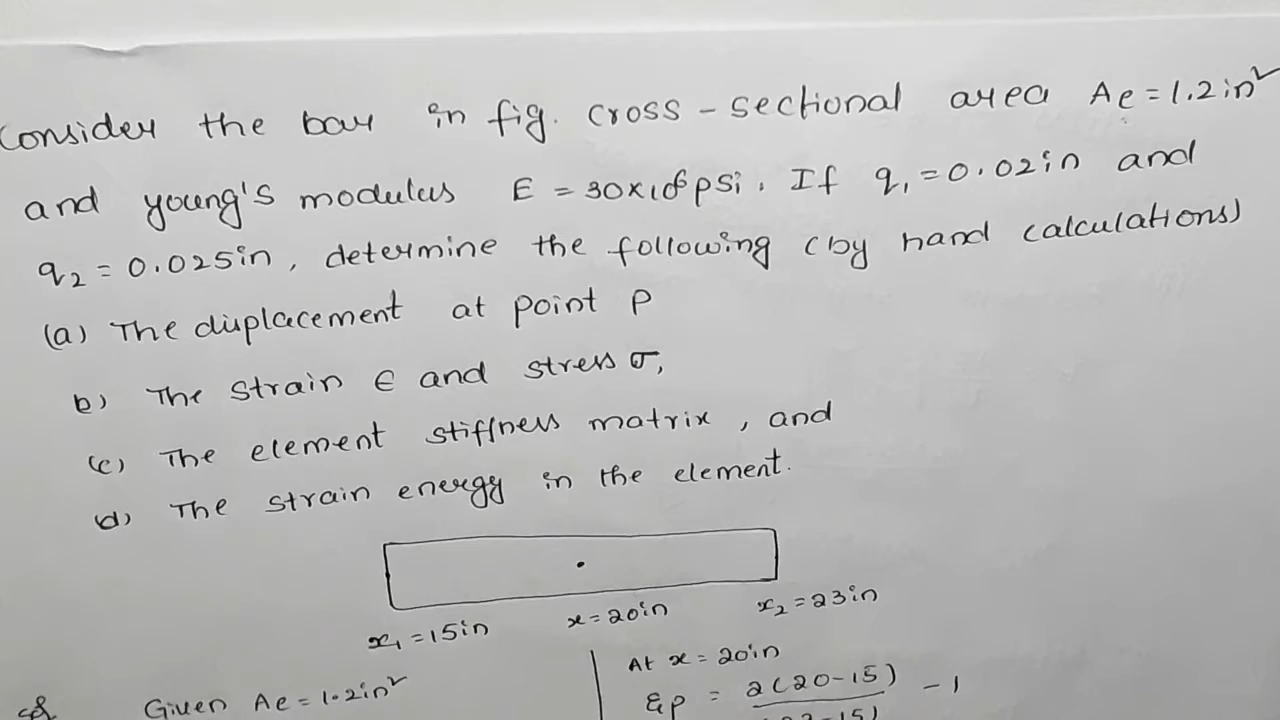 Consider the bar in fig. cross-sectional area Ae = 1.2in²
and young's modulus E = 30×10⁶psi. If q₁ = 0.02in and
q₂ = 0.025in, determine the following (by hand calculations)
(a) The displacement at point P
b) The strain ϵ and stress σ,
(c) The element stiffness matrix, and
d) The strain energy in the element.
x₁ = 15in x = 20in x₂ = 23in
At x = 20in
Given Ae = 1.2in²
ξp = 2(20-15) - 1